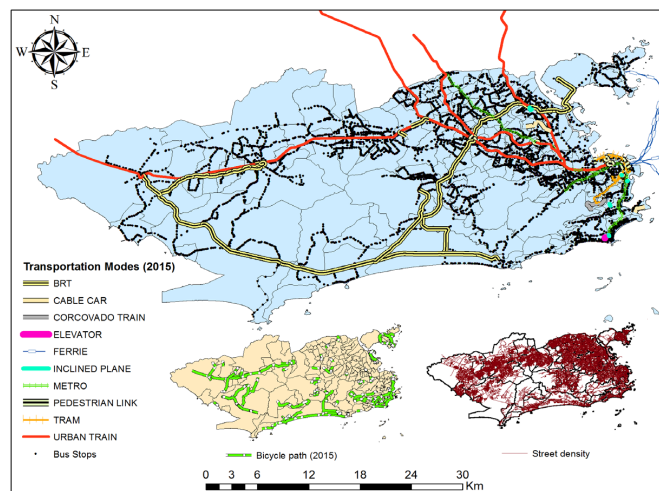 N
W E
S
Transportation Modes (2015)
BRT
CABLE CAR
CORCOVADO TRAIN
ELEVATOR
FERRIE
INCLINED PLANE
METRO
PEDESTRIAN LINK
TRAM
URBAN TRAIN
Bus Stops
Bicycle path (2015)
Street density
0 3 6 12 18 24 30
Km